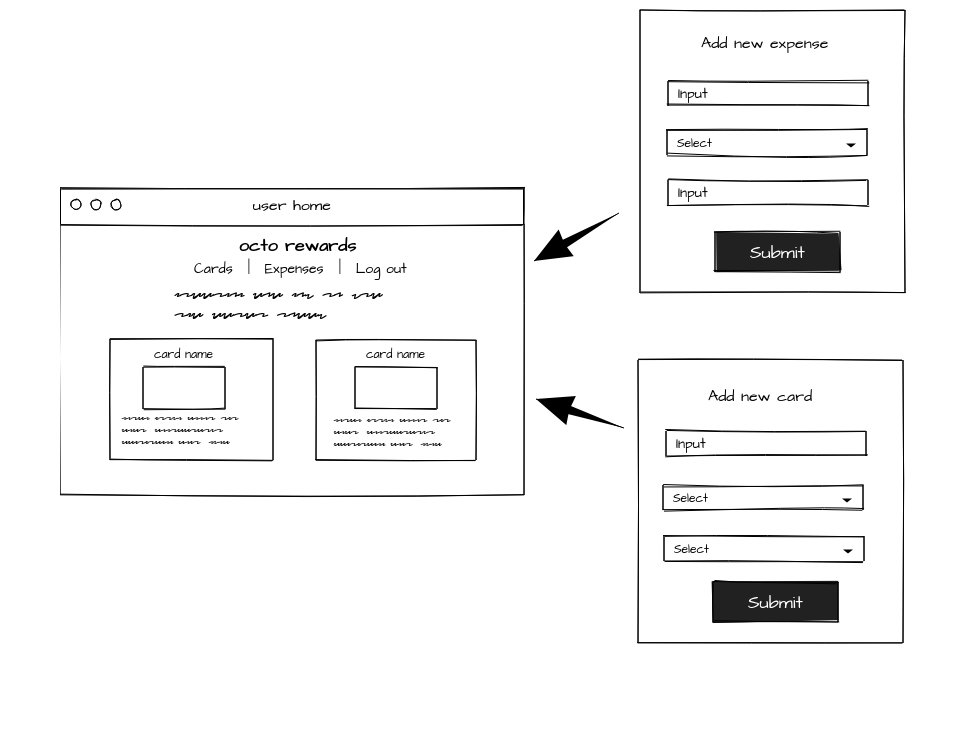 user home
octo rewards
Cards | Expenses | Log out
card name
card name
Add new expense
Input
Select
Input
Submit
Add new card
Input
Select
Select
Submit